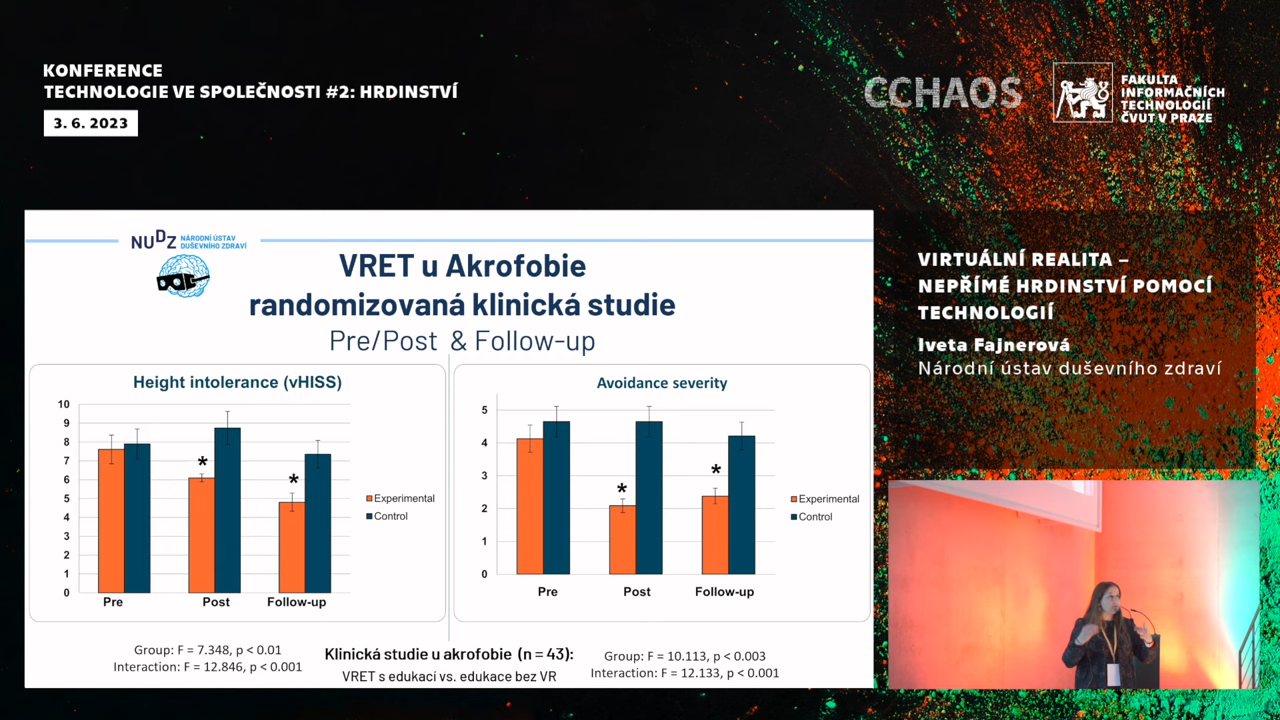 KONFERENCE
TECHNOLOGIE VE SPOLEČNOSTI #2: HRDINSTVÍ
3. 6. 2023
CCHAOS
FAKULTA
INFORMAČNÍCH
TECHNOLOGIÍ
ČVUT V PRAZE
NUDZ NÁRODNÍ ÚSTAV
DUŠEVNÍHO ZDRAVÍ
VRET u Akrofobie
randomizovaná klinická studie
Pre/Post & Follow-up
Height intolerance (vHISS)
10
9
8
7
6
5
4
3
2
1
0
* *
Pre Post Follow-up
Experimental
Control
Avoidance severity
5
4
3
2
1
0
* *
Pre Post Follow-up
Experimental
Control
Group: F = 7.348, p < 0.01
Interaction: F = 12.846, p < 0.001
Klinická studie u akrofobie (n = 43):
VRET s edukací vs. edukace bez VR
Group: F = 10.113, p < 0.003
Interaction: F = 12.133, p < 0.001
VIRTUÁLNÍ REALITA –
NEPŘÍMÉ HRDINSTVÍ POMOCÍ
TECHNOLOGIÍ
Iveta Fajnerová
Národní ústav duševního zdraví